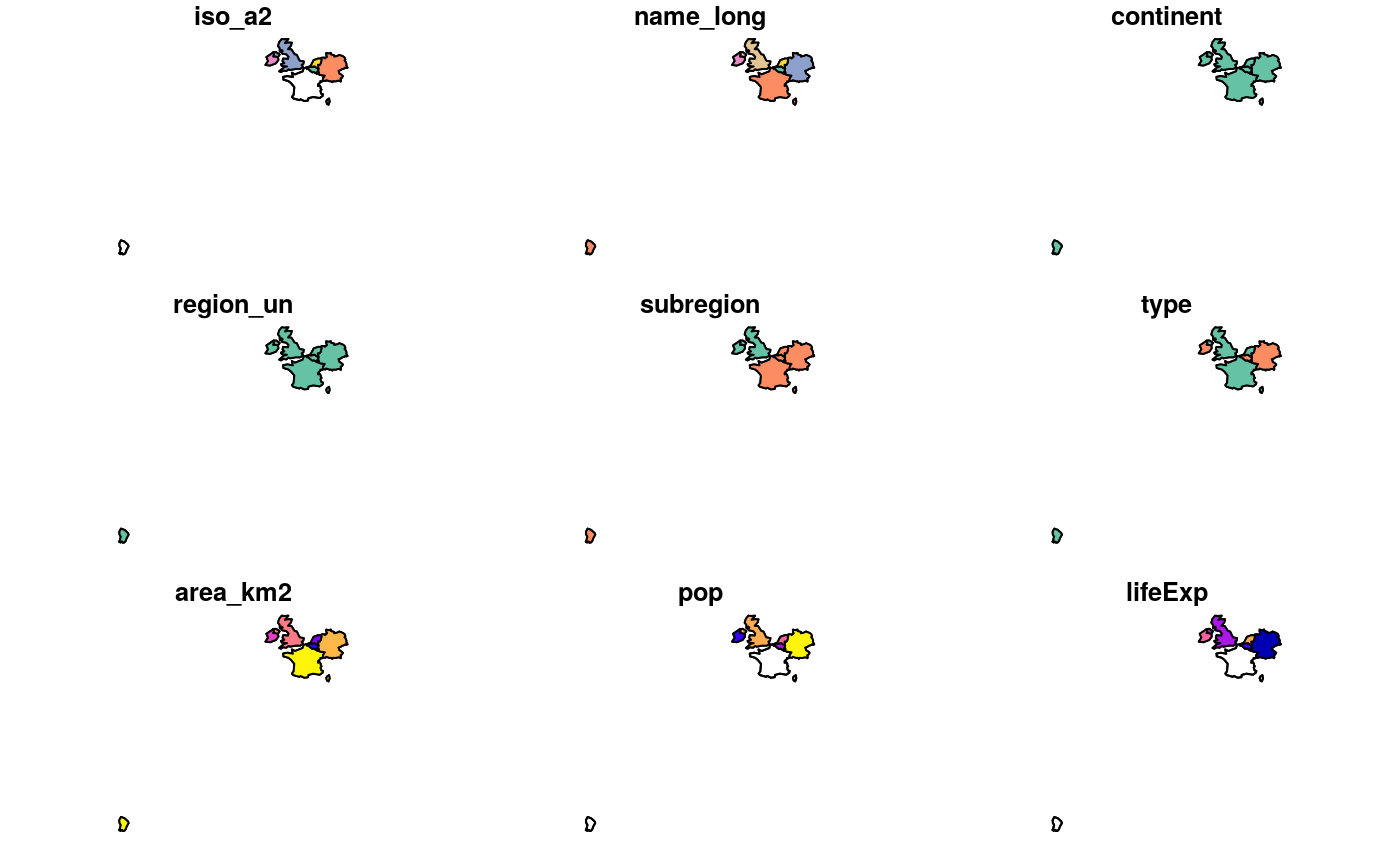 iso_a2
name_long
continent
region_un
subregion
type
area_km2
pop
lifeExp